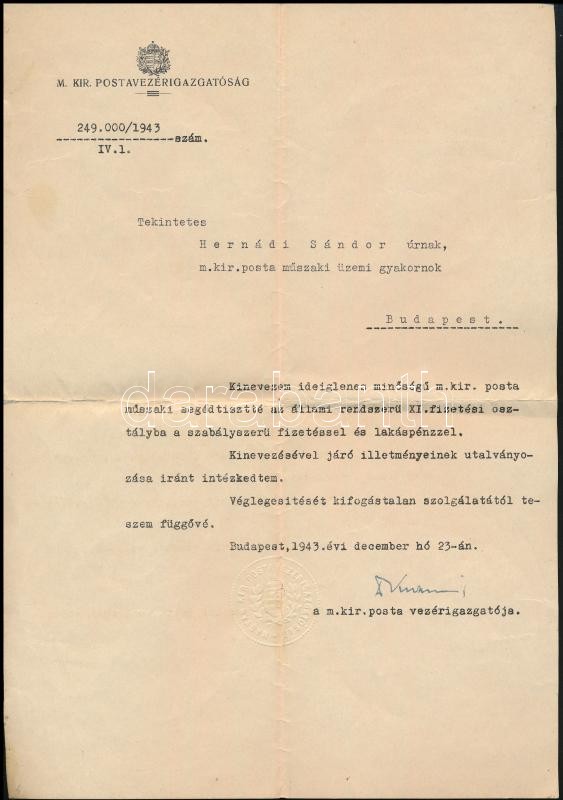 M. KIR. POSTAVEZÉRIGAZGATÓSÁG
249.000/1943
szám.
IV.1.
Tekintetes
Hernádi Sándor úrnak,
m.kir.posta műszaki üzemi gyakornok
Budapest.
Kinevezem ideiglenes minőségű m.kir. posta
műszaki segédtisztté az állami rendszerű XI.fizetési osz-
tályba a szabályszerű fizetéssel és lakáspénzzel.
Kinevezésével járó illetményeinek utalványo-
zása iránt intézkedtem.
Véglegesitését kifogástalan szolgálatától te-
szem függővé.
Budapest,1943.évi december hó 23-án.
a m.kir.posta vezérigazgatója.
darabanth